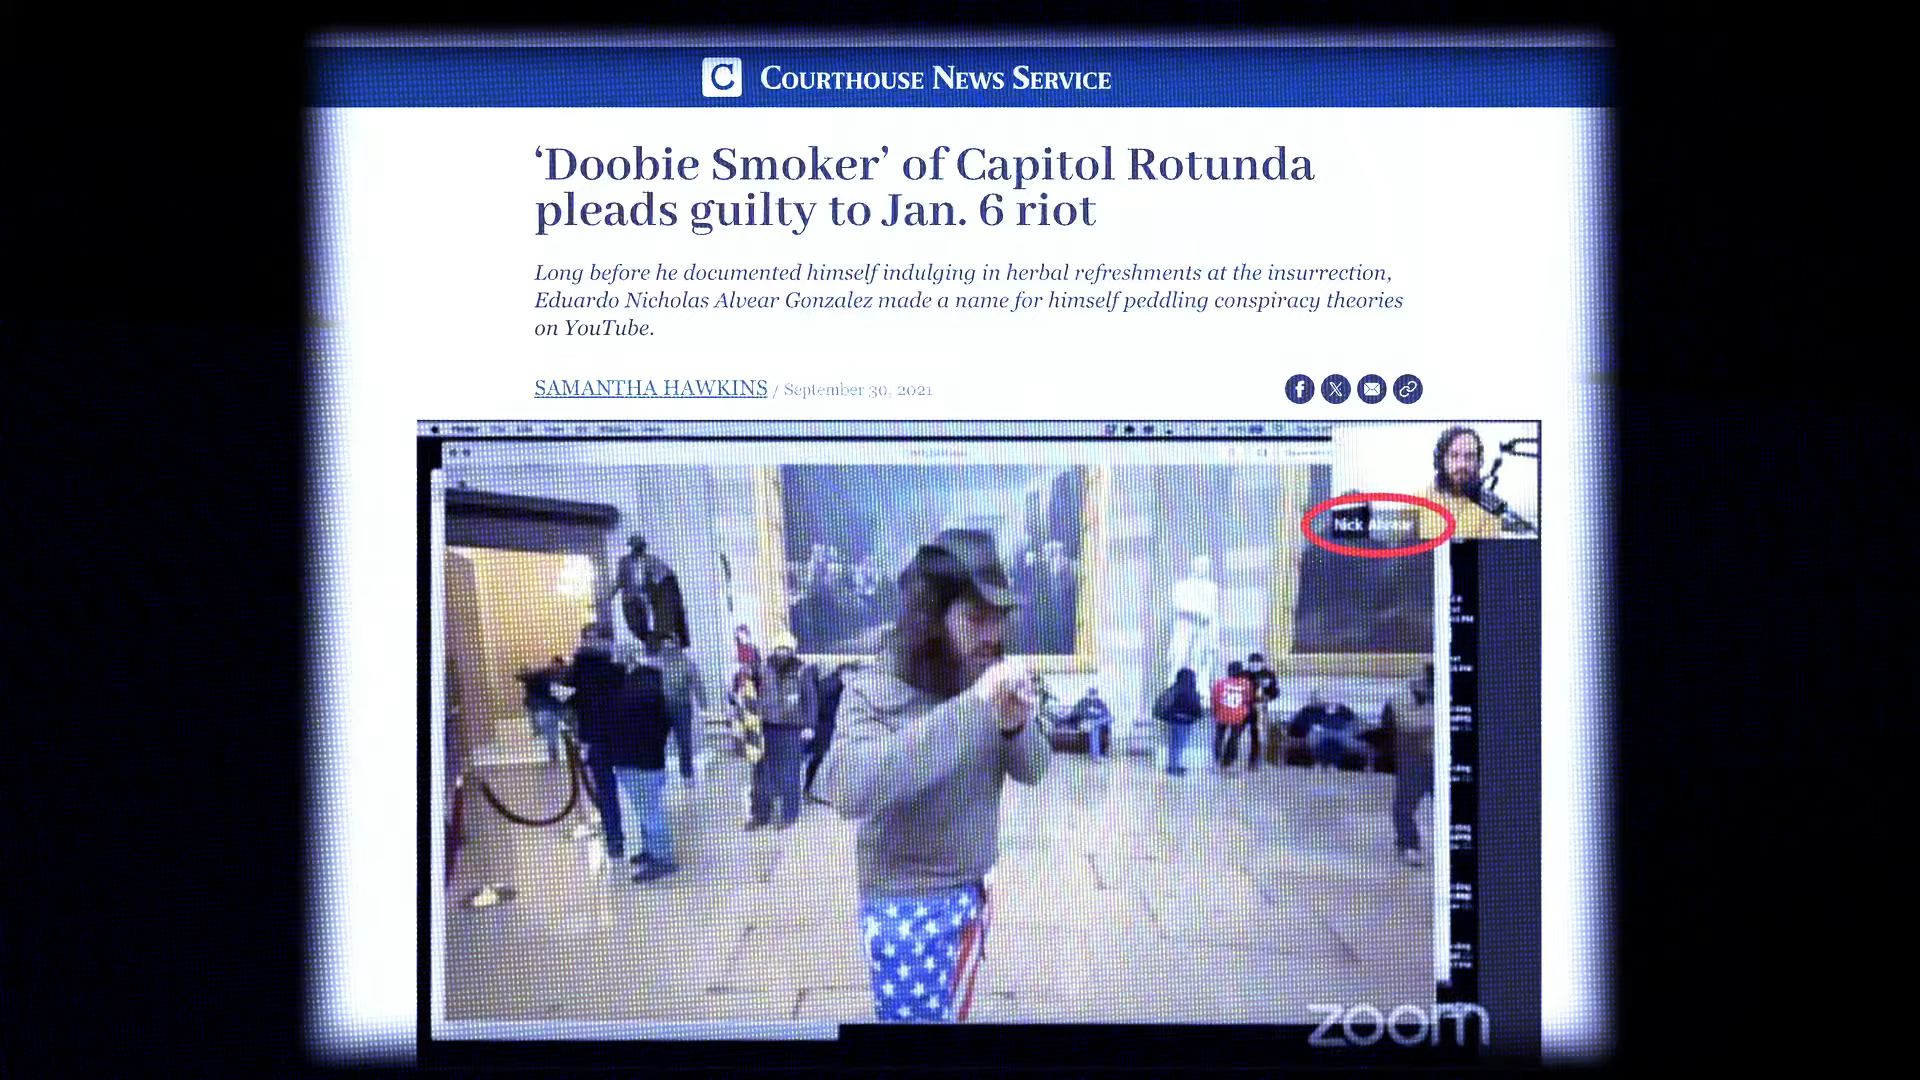 C COURTHOUSE NEWS SERVICE
‘Doobie Smoker’ of Capitol Rotunda
pleads guilty to Jan. 6 riot
Long before he documented himself indulging in herbal refreshments at the insurrection,
Eduardo Nicholas Alvear Gonzalez made a name for himself peddling conspiracy theories
on YouTube.
SAMANTHA HAWKINS / September 30, 2021
Nick Alvear
zoom